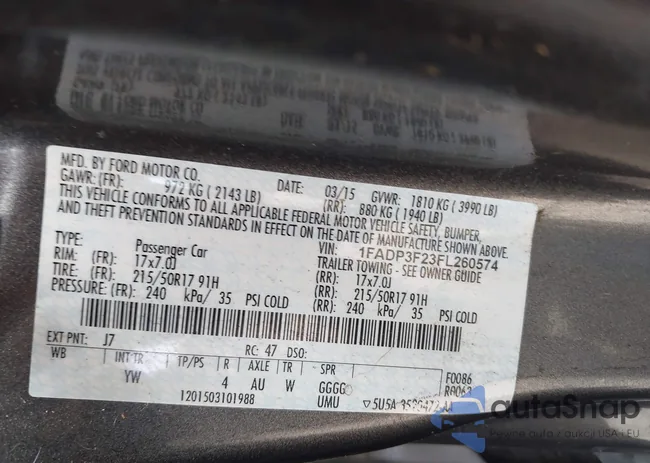 MFD. BY FORD MOTOR CO.
DATE: 03/15 GVWR: 1810 KG (3990 LB)
GAWR: (FR): 972 KG (2143 LB) (RR): 880 KG (1940 LB)
THIS VEHICLE CONFORMS TO ALL APPLICABLE FEDERAL MOTOR VEHICLE SAFETY, BUMPER,
AND THEFT PREVENTION STANDARDS IN EFFECT ON THE DATE OF MANUFACTURE SHOWN ABOVE.
VIN: 1FADP3F23FL260574
TYPE: Passenger Car TRAILER TOWING - SEE OWNER GUIDE
RIM: (FR): 17x7.0J (RR): 17x7.0J
TIRE: (FR): 215/50R17 91H (RR): 215/50R17 91H
PRESSURE: (FR): 240 kPa/ 35 PSI COLD (RR): 240 kPa/ 35 PSI COLD
EXT PNT: J7 RC: 47 DSO:
WB INT TR TP/PS R AXLE TR SPR F0086
YW 4 AU W GGGG
1201503101988 UMU ▽5U5A
autoSnap